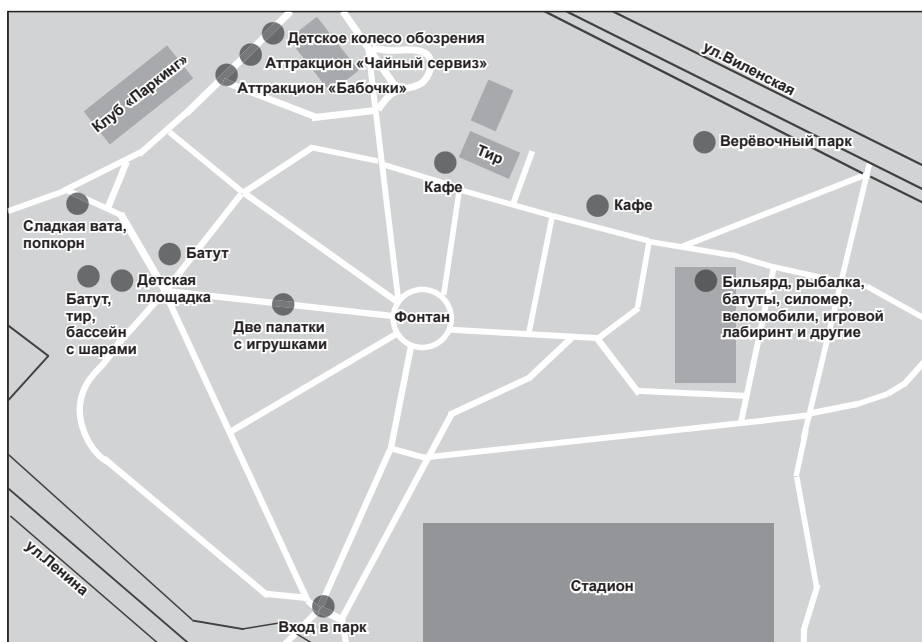 Детское колесо обозрения
Аттракцион «Чайный сервиз»
Аттракцион «Бабочки»
Клуб «Паркинг»
ул.Виленская
Верёвочный парк
Тир
Кафе
Кафе
Сладкая вата,
попкорн
Батут
Батут,
тир,
бассейн
с шарами
Детская
площадка
Две палатки
с игрушками
Фонтан
Бильярд, рыбалка,
батуты, силомер,
веломобили, игровой
лабиринт и другие
ул.Ленина
Стадион
Вход в парк